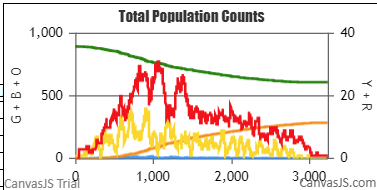 Total Population Counts
1,000
500
0
G + B + O
40
20
0
Y + R
0
1,000
2,000
3,000
CanvasJS Trial
CanvasJS.com